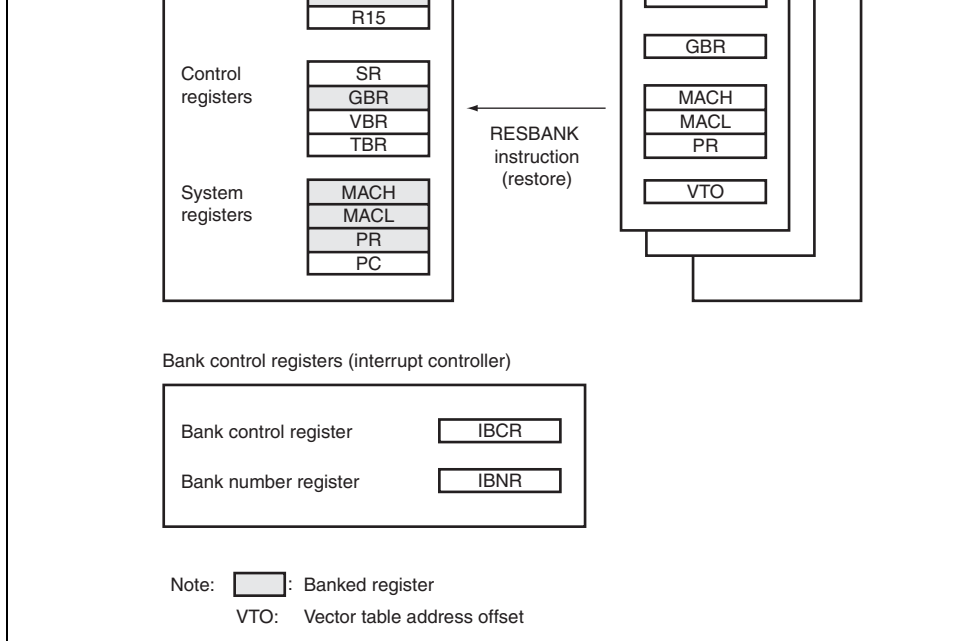 R15
Control
registers
SR
GBR
VBR
TBR
System
registers
MACH
MACL
PR
PC
RESBANK
instruction
(restore)
GBR
MACH
MACL
PR
VTO
Bank control registers (interrupt controller)
Bank control register IBCR
Bank number register IBNR
Note: : Banked register
VTO: Vector table address offset